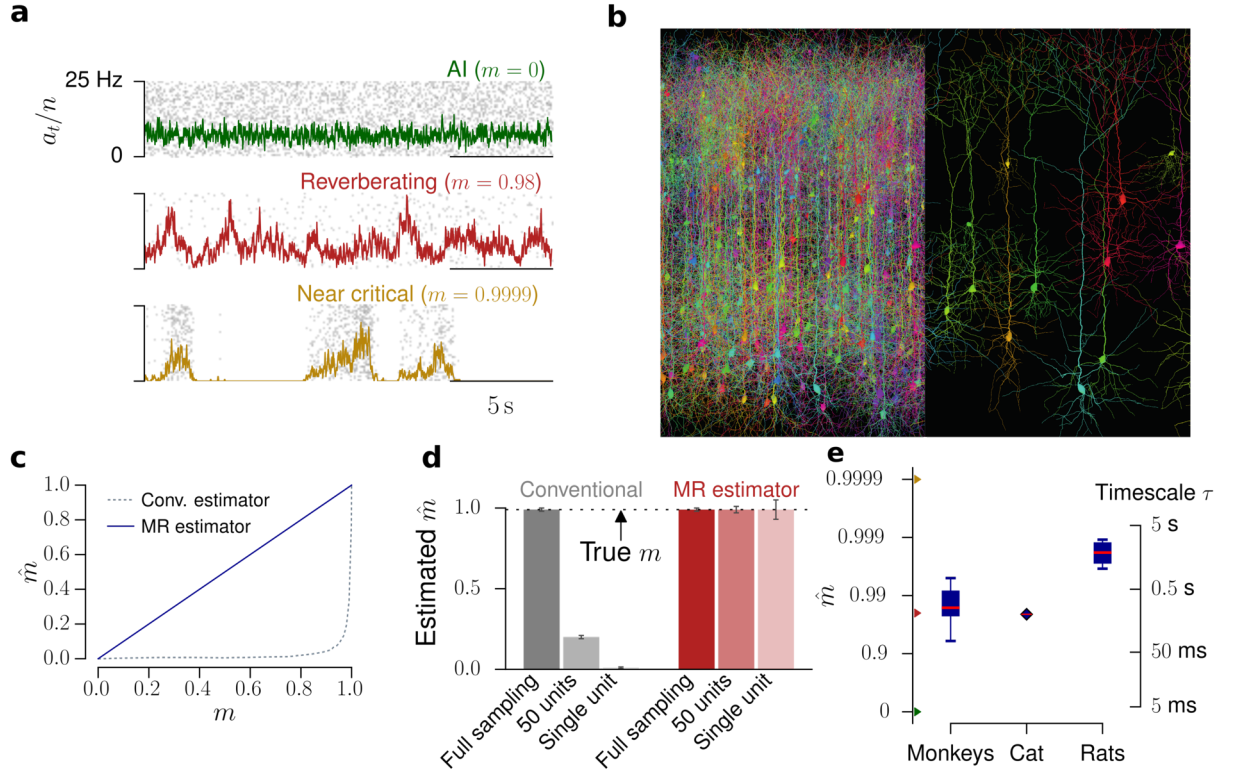 a
AI (m = 0)
25 Hz
a_t/n
0
Reverberating (m = 0.98)
Near critical (m = 0.9999)
5 s
b
c
1.0
0.8
0.6
0.4
0.2
0.0
m̂
Conv. estimator
MR estimator
0.0 0.2 0.4 0.6 0.8 1.0
m
d
Estimated m̂
Conventional MR estimator
1.0
0.5
0.0
True m
Full sampling
50 units
Single unit
Full sampling
50 units
Single unit
e
m̂
0.9999
0.999
0.99
0.9
0
Timescale τ
5 s
0.5 s
50 ms
5 ms
Monkeys Cat Rats